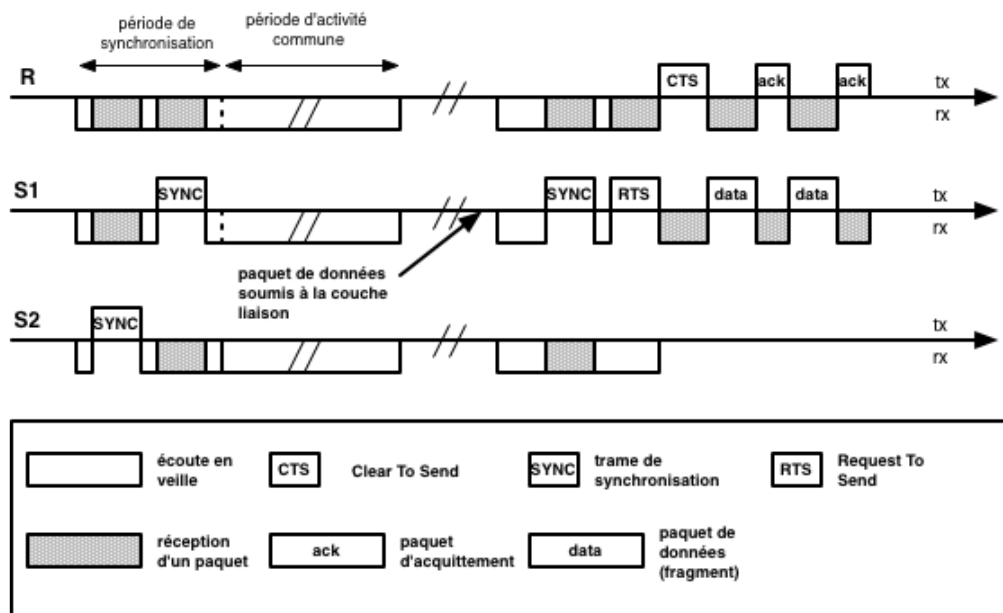 période de
synchronisation
période d'activité
commune
R
CTS
ack
ack
tx
rx
S1
SYNC
SYNC
RTS
data
data
tx
rx
paquet de données
soumis à la couche
liaison
S2
SYNC
tx
rx
écoute en
veille
CTS
Clear To Send
SYNC
trame de
synchronisation
RTS
Request To
Send
réception
d'un paquet
ack
paquet
d'acquittement
data
paquet de
données
(fragment)